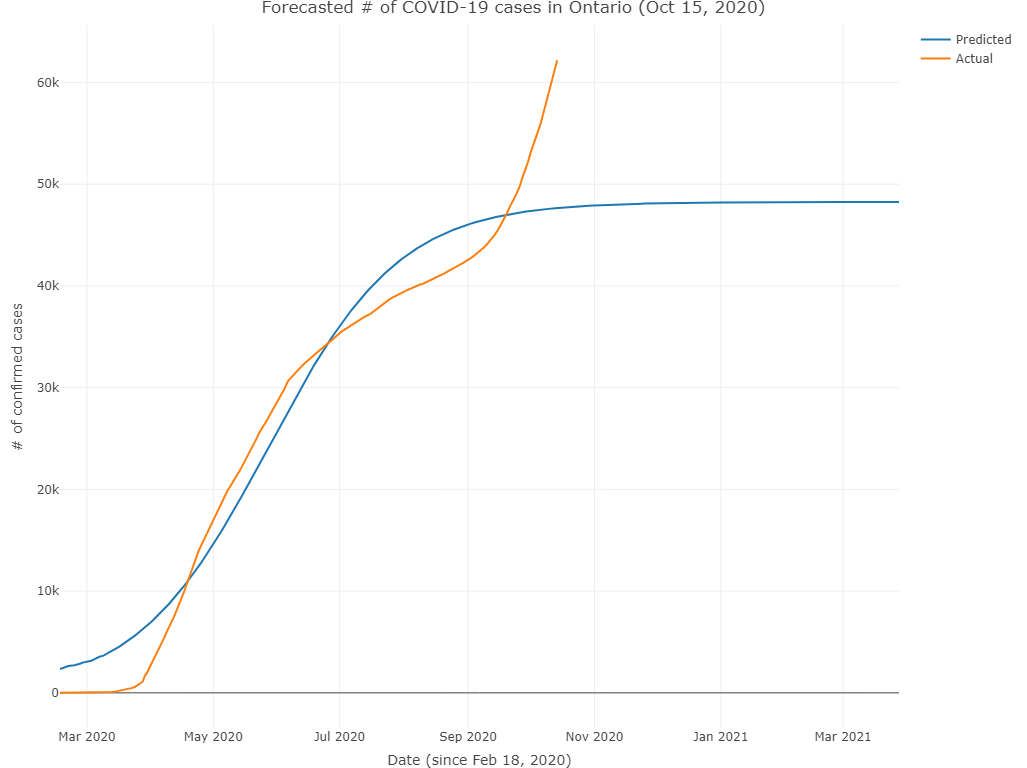 Forecasted # of COVID-19 cases in Ontario (Oct 15, 2020)
Predicted
Actual
60k
50k
40k
30k
20k
10k
0
# of confirmed cases
Mar 2020
May 2020
Jul 2020
Sep 2020
Nov 2020
Jan 2021
Mar 2021
Date (since Feb 18, 2020)